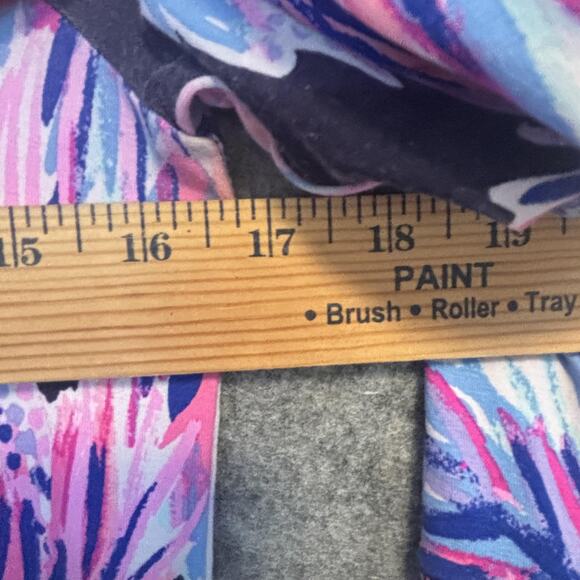 15 16 17 18 19
PAINT
• Brush • Roller • Tray